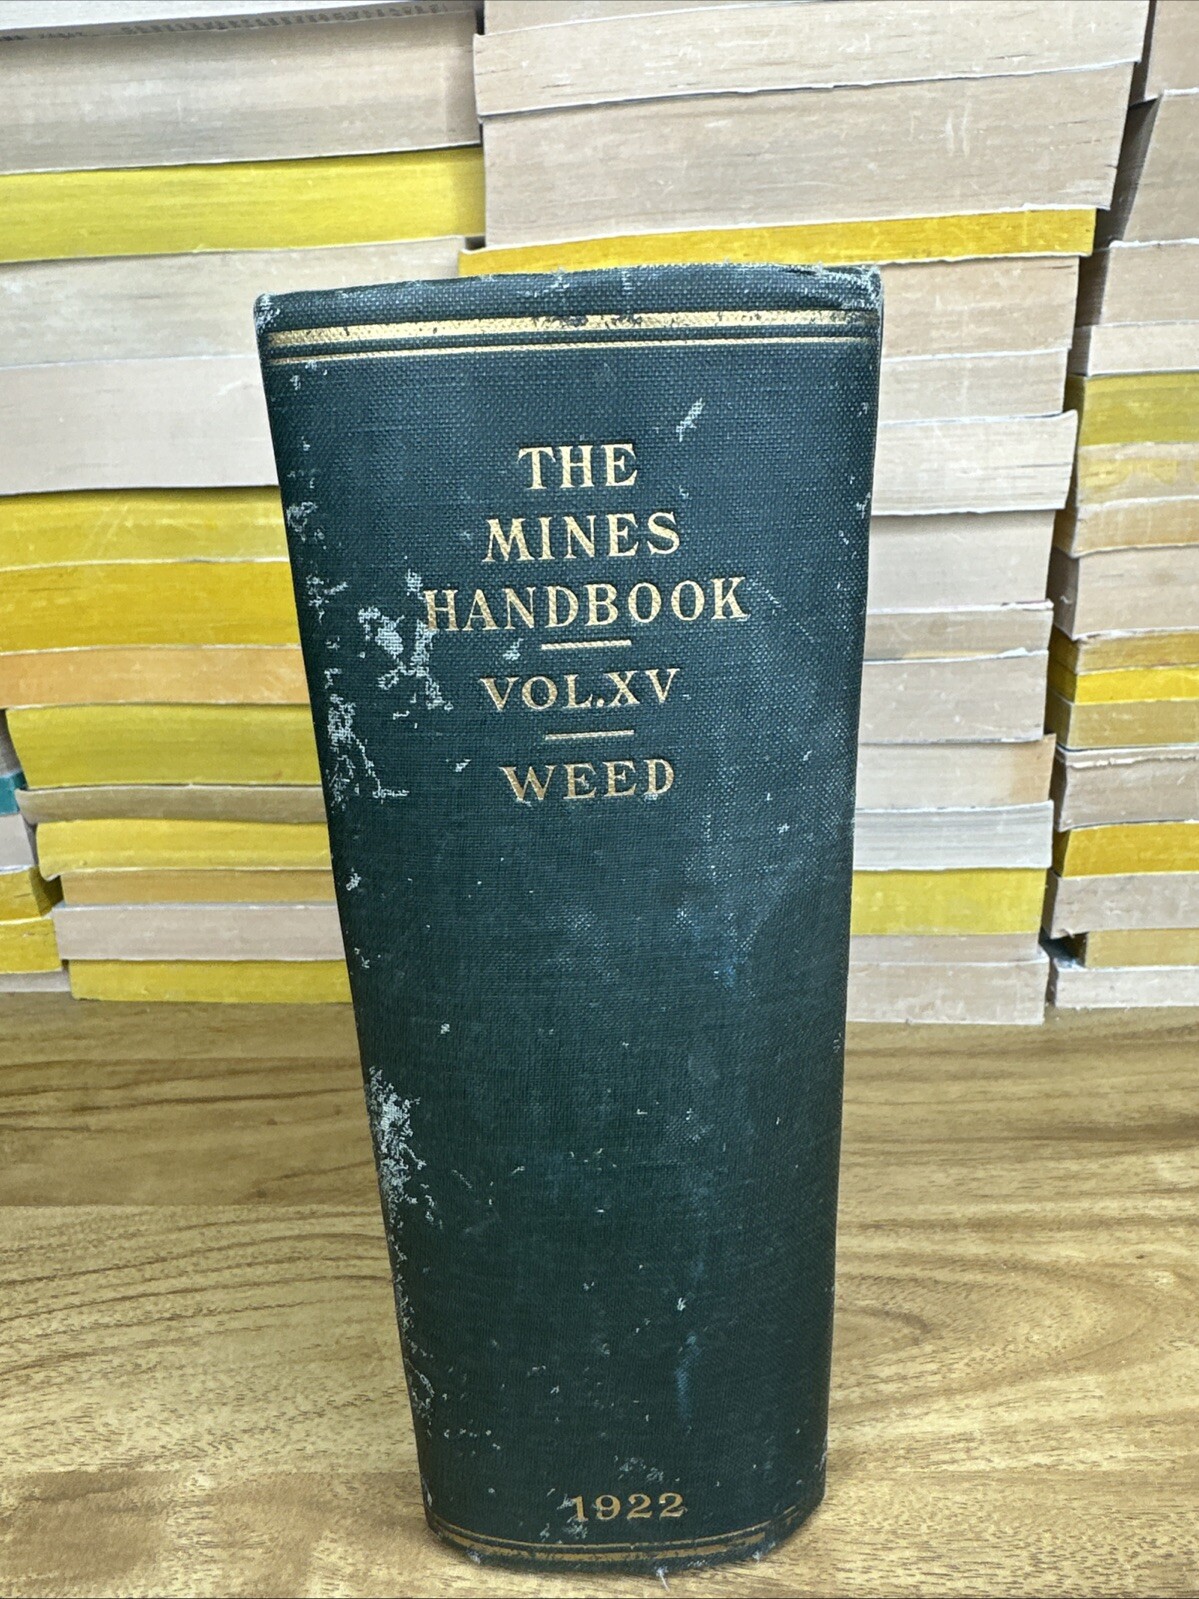 THE
MINES
HANDBOOK
VOL.XV
WEED
1922